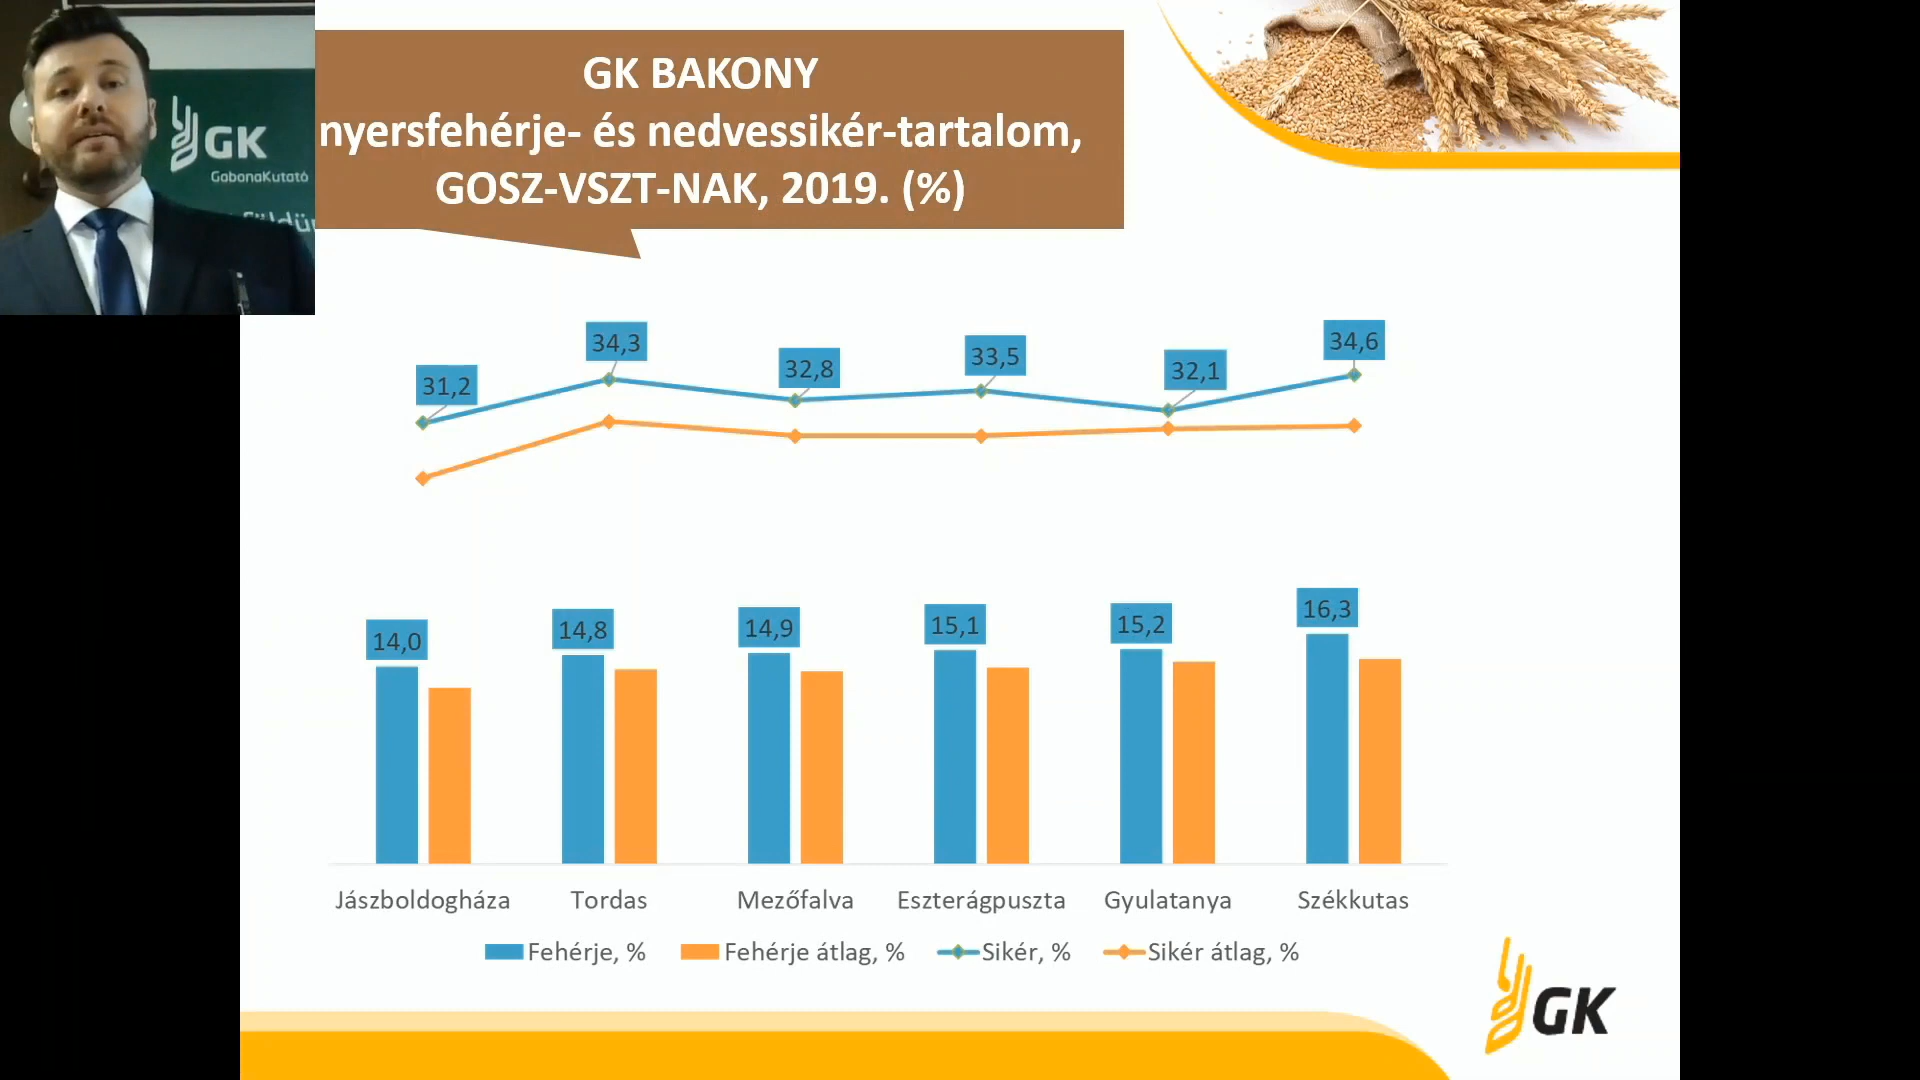 GK
GabonaKutató
GK BAKONY
nyersfehérje- és nedvessikér-tartalom,
GOSZ-VSZT-NAK, 2019. (%)
31,2
34,3
32,8
33,5
32,1
34,6
14,0
14,8
14,9
15,1
15,2
16,3
Jászboldogháza
Tordas
Mezőfalva
Eszterágpuszta
Gyulatanya
Székkutas
Fehérje, %
Fehérje átlag, %
Sikér, %
Sikér átlag, %
GK